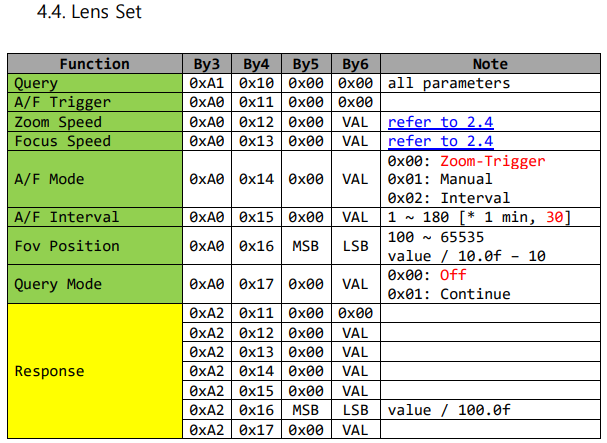 4.4. Lens Set
Function By3 By4 By5 By6 Note
Query 0xA1 0x10 0x00 0x00 all parameters
A/F Trigger 0xA0 0x11 0x00 0x00
Zoom Speed 0xA0 0x12 0x00 VAL refer to 2.4
Focus Speed 0xA0 0x13 0x00 VAL refer to 2.4
A/F Mode 0xA0 0x14 0x00 VAL 0x00: Zoom-Trigger
0x01: Manual
0x02: Interval
A/F Interval 0xA0 0x15 0x00 VAL 1 ~ 180 [* 1 min, 30]
Fov Position 0xA0 0x16 MSB LSB 100 ~ 65535
value / 10.0f – 10
Query Mode 0xA0 0x17 0x00 VAL 0x00: Off
0x01: Continue
Response 0xA2 0x11 0x00 0x00
0xA2 0x12 0x00 VAL
0xA2 0x13 0x00 VAL
0xA2 0x14 0x00 VAL
0xA2 0x15 0x00 VAL
0xA2 0x16 MSB LSB value / 100.0f
0xA2 0x17 0x00 VAL